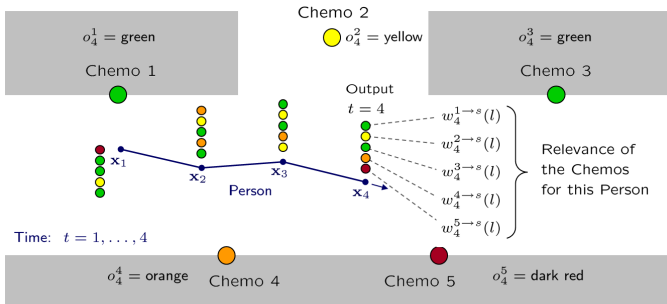 Chemo 2
o_4^1 = green
o_4^2 = yellow
o_4^3 = green
Chemo 1
Chemo 3
Output
t = 4
w_4^{1→s}(l)
w_4^{2→s}(l)
w_4^{3→s}(l)
w_4^{4→s}(l)
w_4^{5→s}(l)
Relevance of
the Chemos
for this Person
x_1
x_2
x_3
x_4
Person
Time: t = 1, . . . , 4
o_4^4 = orange
Chemo 4
Chemo 5
o_4^5 = dark red